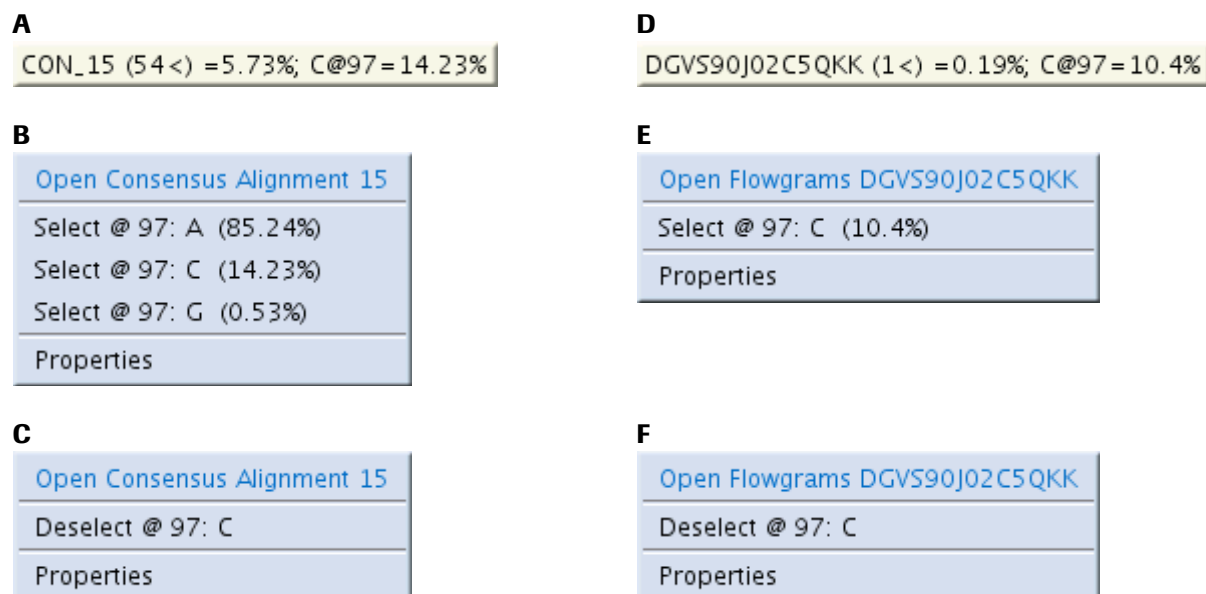 A
CON_15 (54<) =5.73%; C@97=14.23%
B
Open Consensus Alignment 15
Select @ 97: A (85.24%)
Select @ 97: C (14.23%)
Select @ 97: G (0.53%)
Properties
C
Open Consensus Alignment 15
Deselect @ 97: C
Properties
D
DGVS90J02C5QKK (1<) =0.19%; C@97=10.4%
E
Open Flowgrams DGVS90J02C5QKK
Select @ 97: C (10.4%)
Properties
F
Open Flowgrams DGVS90J02C5QKK
Deselect @ 97: C
Properties